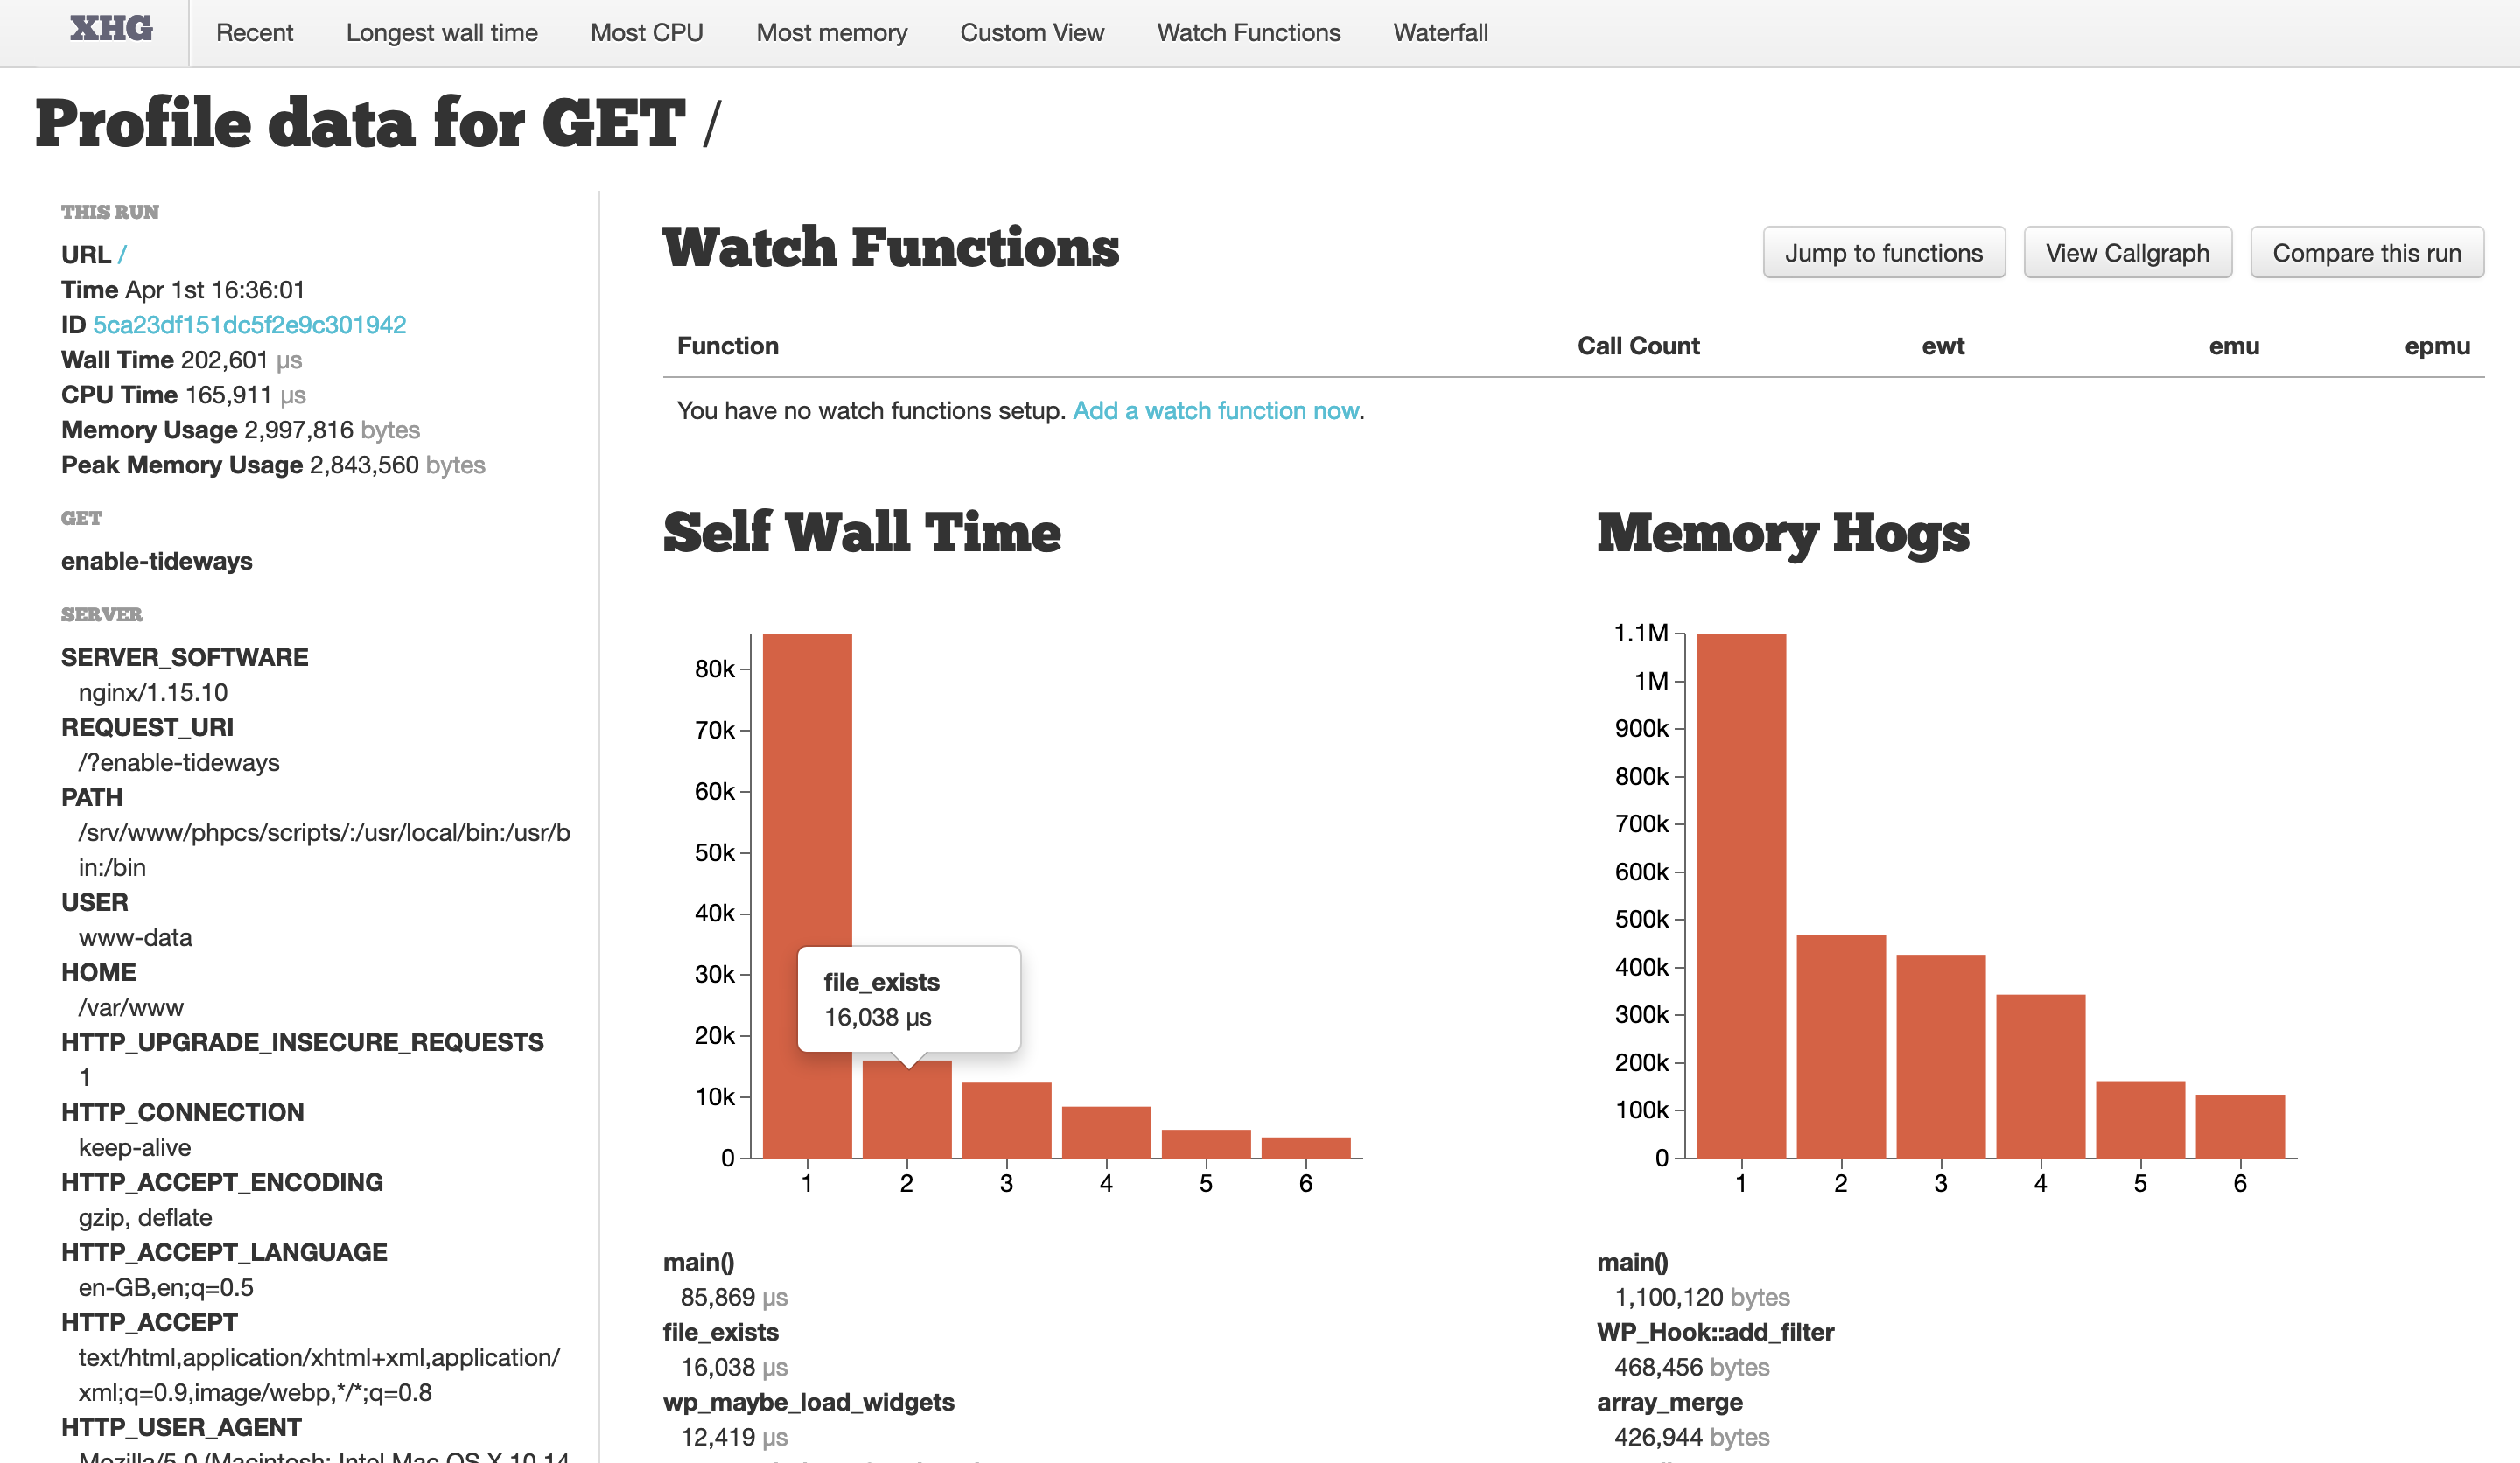 XHG
Recent
Longest wall time
Most CPU
Most memory
Custom View
Watch Functions
Waterfall
Profile data for GET /
THIS RUN
URL /
Time Apr 1st 16:36:01
ID 5ca23df151dc5f2e9c301942
Wall Time 202,601 µs
CPU Time 165,911 µs
Memory Usage 2,997,816 bytes
Peak Memory Usage 2,843,560 bytes
GET
enable-tideways
SERVER
SERVER_SOFTWARE
nginx/1.15.10
REQUEST_URI
/?enable-tideways
PATH
/srv/www/phpcs/scripts/:/usr/local/bin:/usr/b
in:/bin
USER
www-data
HOME
/var/www
HTTP_UPGRADE_INSECURE_REQUESTS
1
HTTP_CONNECTION
keep-alive
HTTP_ACCEPT_ENCODING
gzip, deflate
HTTP_ACCEPT_LANGUAGE
en-GB,en;q=0.5
HTTP_ACCEPT
text/html,application/xhtml+xml,application/
xml;q=0.9,image/webp,*/*;q=0.8
HTTP_USER_AGENT
Mozilla/5.0 (Macintosh; Intel Mac OS X 10.14
Watch Functions
Jump to functions
View Callgraph
Compare this run
Function
Call Count
ewt
emu
epmu
You have no watch functions setup. Add a watch function now.
Self Wall Time
80k
70k
60k
50k
40k
30k
20k
10k
0
file_exists
16,038 µs
1
2
3
4
5
6
main()
85,869 µs
file_exists
16,038 µs
wp_maybe_load_widgets
12,419 µs
Memory Hogs
1.1M
1M
900k
800k
700k
600k
500k
400k
300k
200k
100k
0
1
2
3
4
5
6
main()
1,100,120 bytes
WP_Hook::add_filter
468,456 bytes
array_merge
426,944 bytes